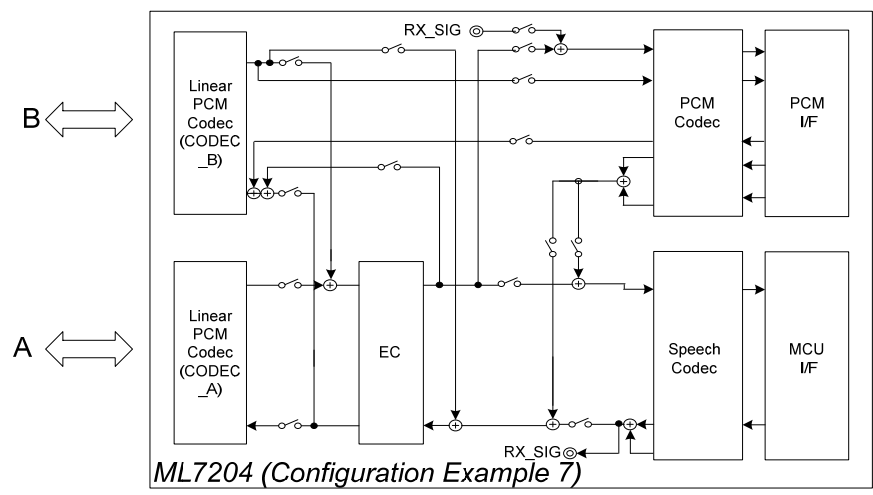 RX_SIG
B
Linear
PCM
Codec
(CODEC
_B)
PCM
Codec
PCM
I/F
A
Linear
PCM
Codec
(CODEC
_A)
EC
Speech
Codec
MCU
I/F
RX_SIG
ML7204 (Configuration Example 7)